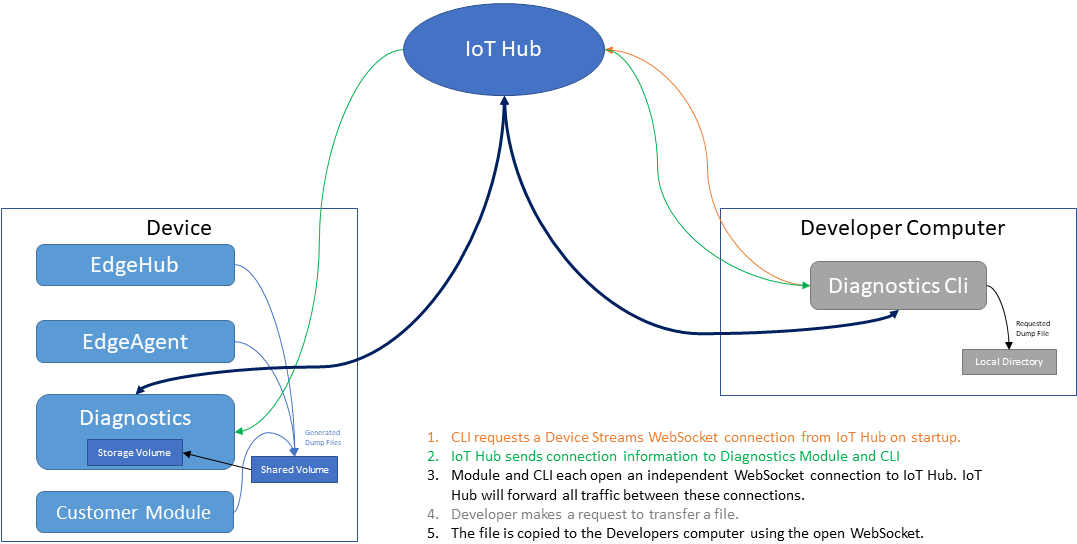 IoT Hub
Device
EdgeHub
EdgeAgent
Diagnostics
Storage Volume
Generated
Dump Files
Shared Volume
Customer Module
Developer Computer
Diagnostics Cli
Requested
Dump File
Local Directory
1. CLI requests a Device Streams WebSocket connection from IoT Hub on startup.
2. IoT Hub sends connection information to Diagnostics Module and CLI
3. Module and CLI each open an independent WebSocket connection to IoT Hub. IoT
Hub will forward all traffic between these connections.
4. Developer makes a request to transfer a file.
5. The file is copied to the Developers computer using the open WebSocket.